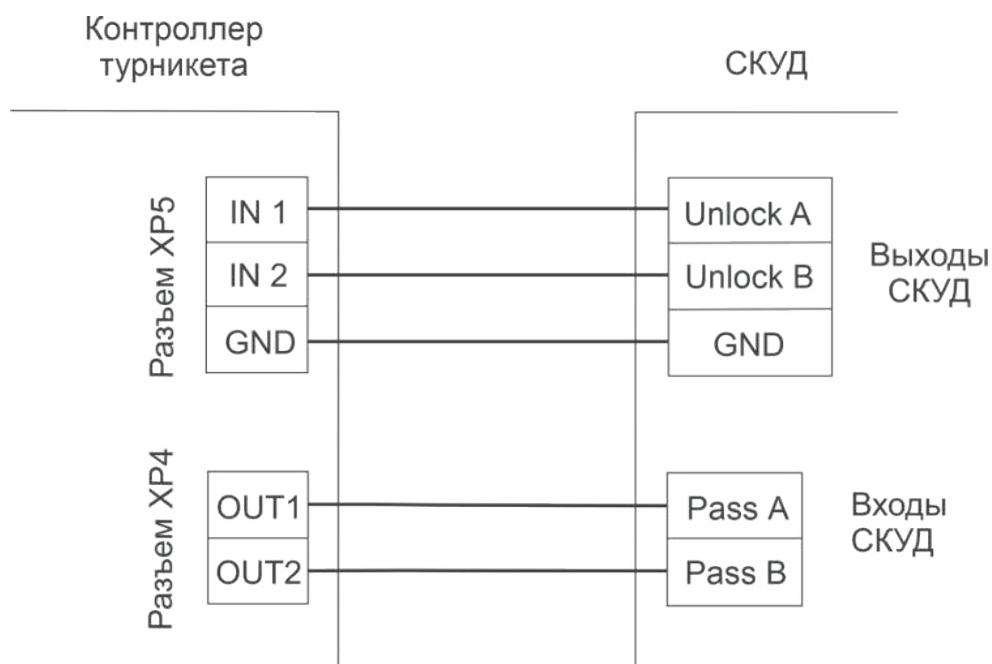 Контроллер
турникета
СКУД
Разъем XP5
IN 1
IN 2
GND
Unlock A
Unlock B
GND
Выходы
СКУД
Разъем XP4
OUT1
OUT2
Pass A
Pass B
Входы
СКУД